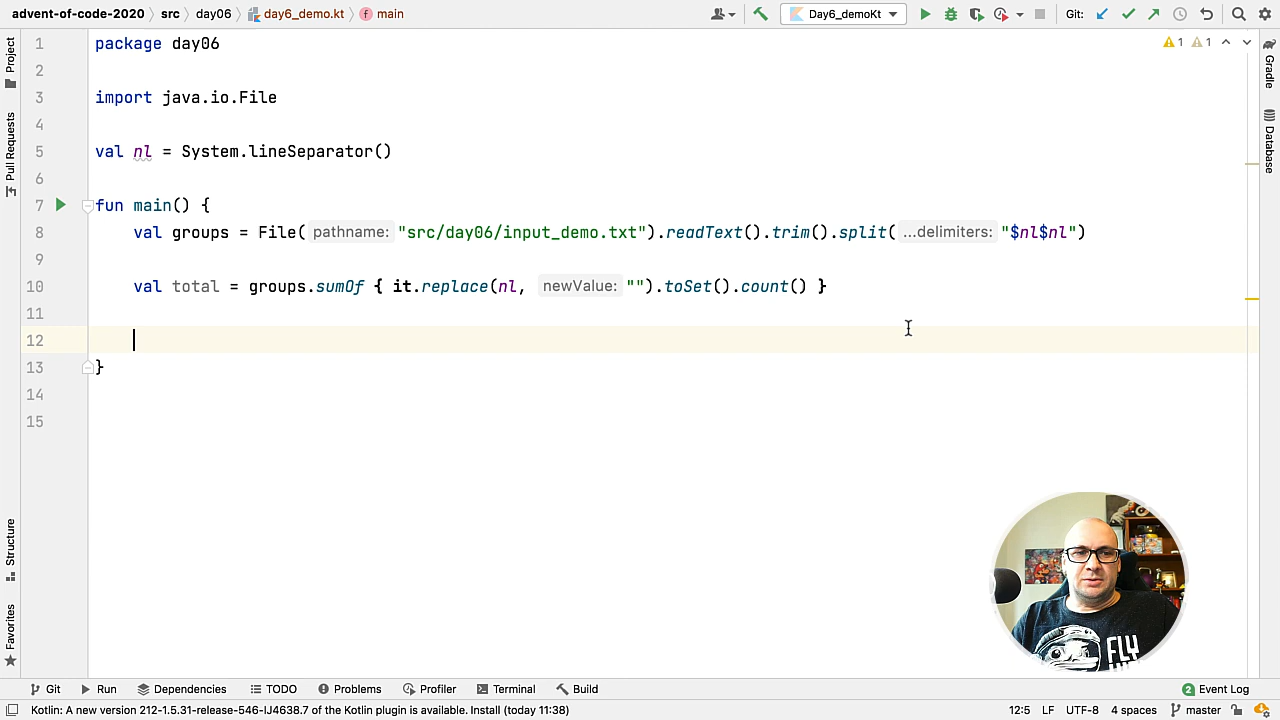 advent-of-code-2020 src day06 day6_demo.kt main
Day6_demoKt
Git:
1 package day06
1 1
2
3 import java.io.File
4
5 val nl = System.lineSeparator()
6
7 fun main() {
8 val groups = File( pathname: "src/day06/input_demo.txt").readText().trim().split( ...delimiters: "$nl$nl")
9
10 val total = groups.sumOf { it.replace(nl, newValue: "").toSet().count() }
11
12
13 }
14
15
Project
Pull Requests
Structure
Favorites
Gradle
Database
FLY
Git Run Dependencies TODO Problems Profiler Terminal Build 2 Event Log
Kotlin: A new version 212-1.5.31-release-546-IJ4638.7 of the Kotlin plugin is available. Install (today 11:38) 12:5 LF UTF-8 4 spaces master